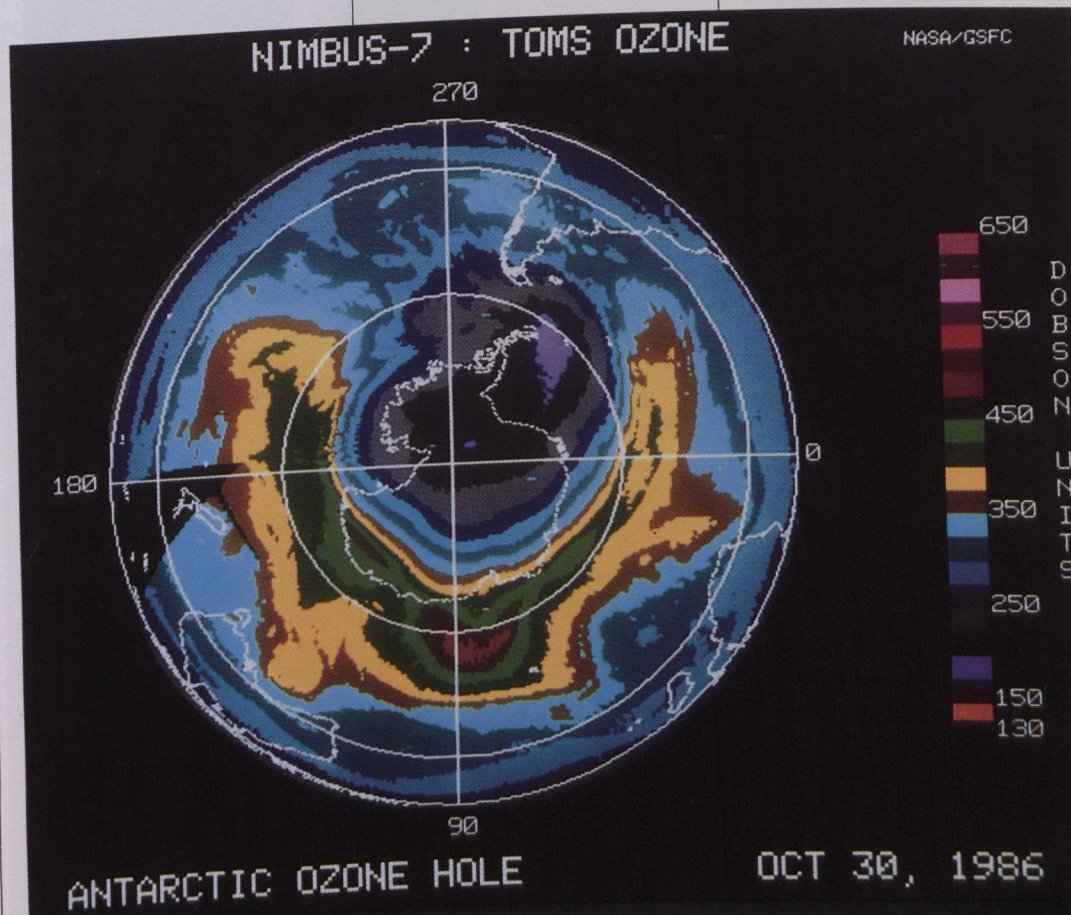 NIMBUS-7 : TOMS OZONE
NASA/GSFC
270
180
0
90
650
550
450
350
250
150
130
DOBSON UNITS
ANTARCTIC OZONE HOLE
OCT 30, 1986